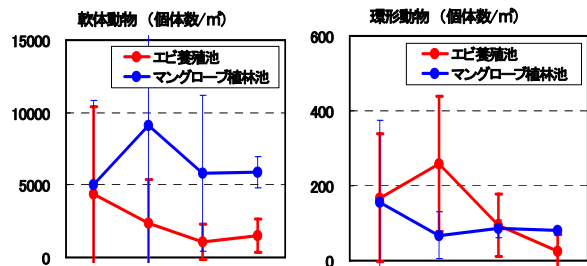 軟体動物 (個体数/㎡)
15000
10000
5000
0
エビ養殖池
マングローブ植林池
環形動物 (個体数/㎡)
600
400
200
0
エビ養殖池
マングローブ植林池